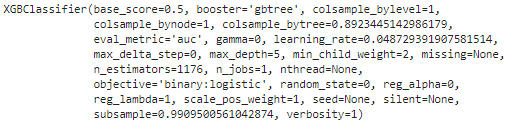 XGBClassifier(base_score=0.5, booster='gbtree', colsample_bylevel=1,
colsample_bynode=1, colsample_bytree=0.8923445142986179,
eval_metric='auc', gamma=0, learning_rate=0.048729391907581514,
max_delta_step=0, max_depth=5, min_child_weight=2, missing=None,
n_estimators=1176, n_jobs=1, nthread=None,
objective='binary:logistic', random_state=0, reg_alpha=0,
reg_lambda=1, scale_pos_weight=1, seed=None, silent=None,
subsample=0.9909500561042874, verbosity=1)